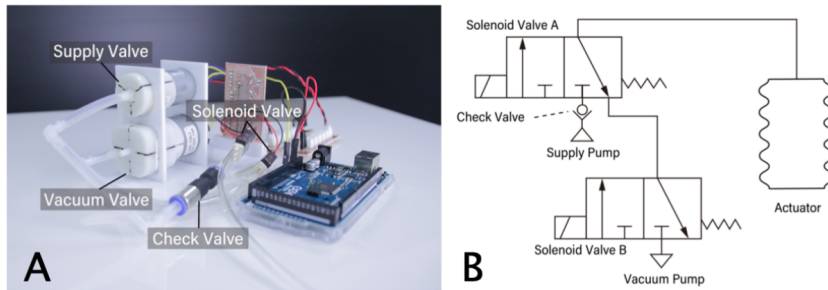 Supply Valve
Solenoid Valve
Vacuum Valve
Check Valve
A
Solenoid Valve A
Check Valve
Supply Pump
Actuator
Solenoid Valve B
Vacuum Pump
B